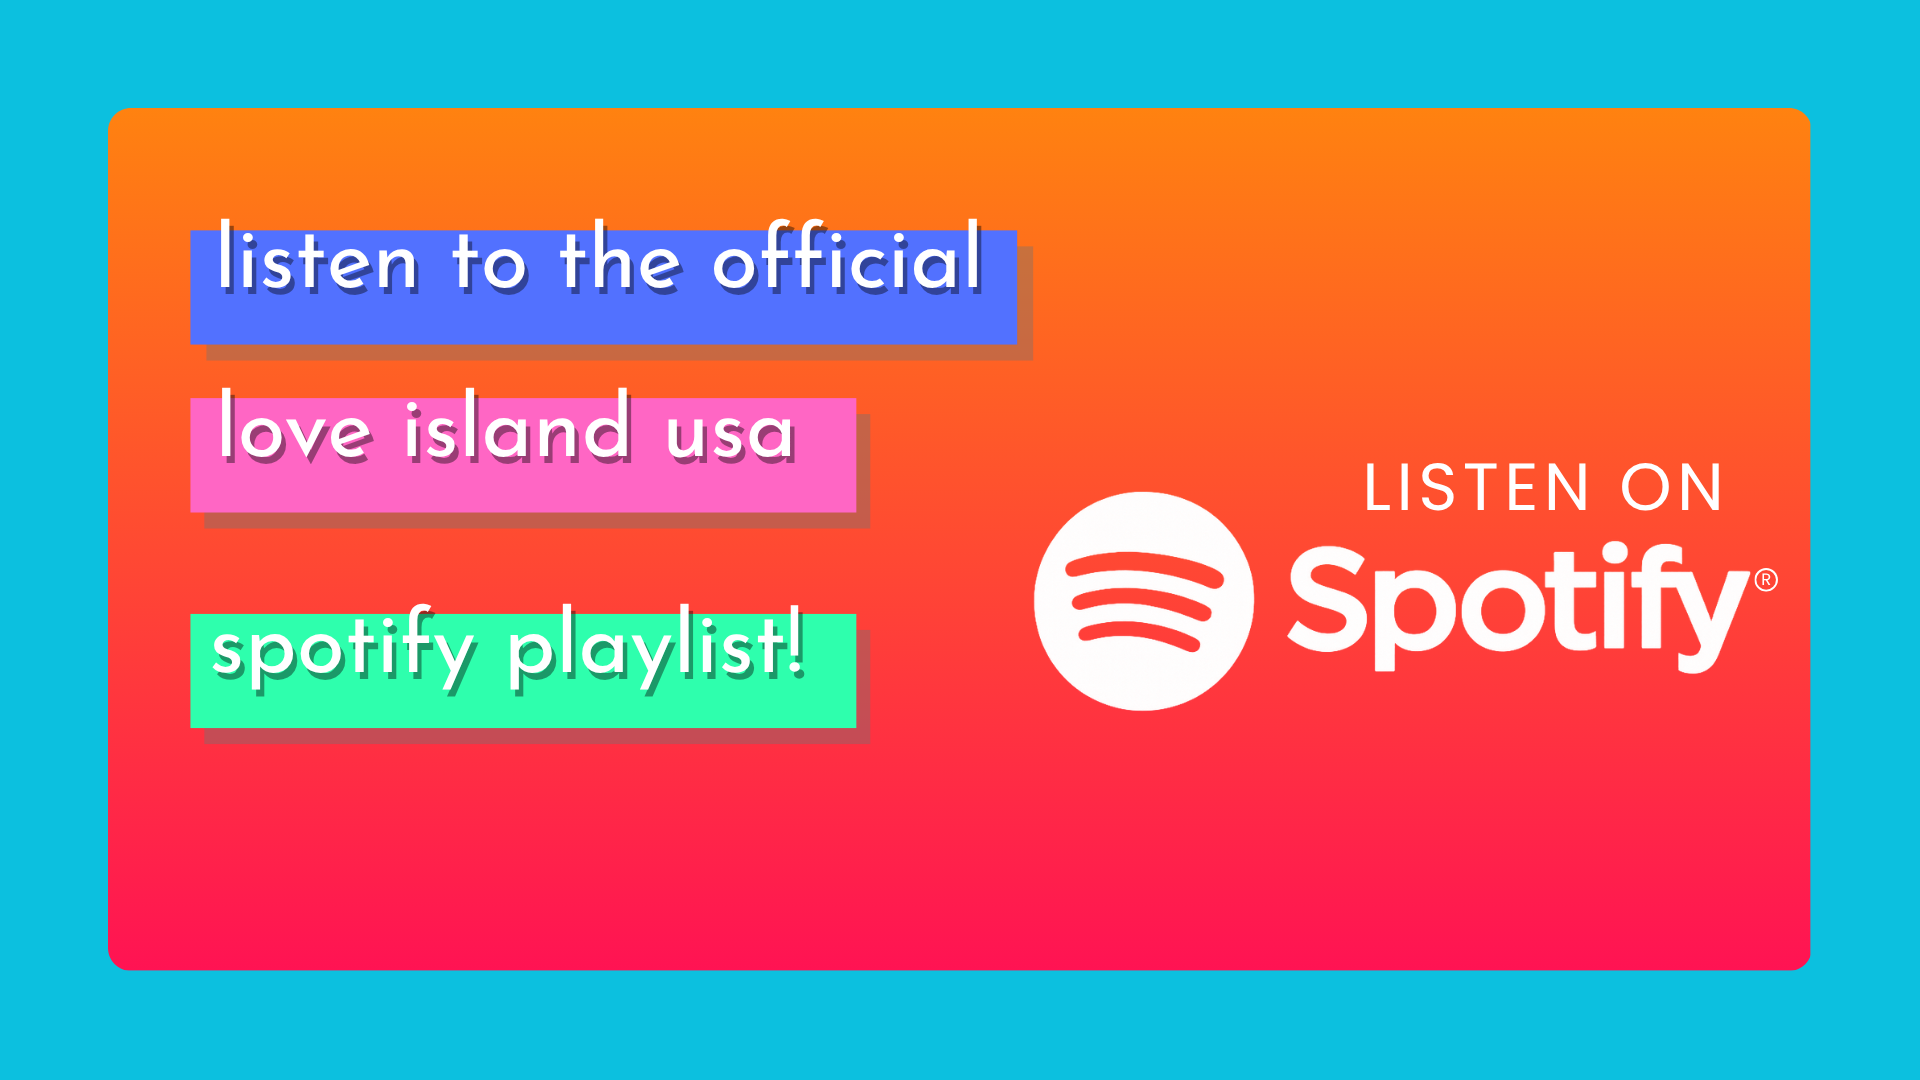 listen to the official
love island usa
spotify playlist!
LISTEN ON
Spotify®